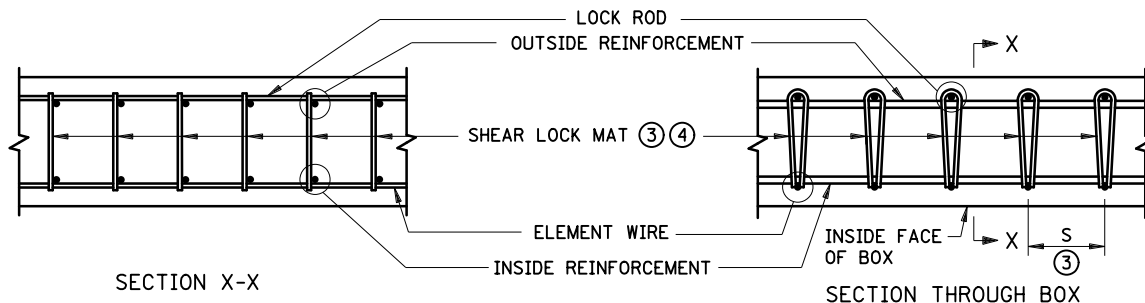 LOCK ROD
OUTSIDE REINFORCEMENT
X
SHEAR LOCK MAT ③ ④
ELEMENT WIRE
INSIDE REINFORCEMENT
INSIDE FACE
OF BOX
X
S
③
SECTION X-X
SECTION THROUGH BOX